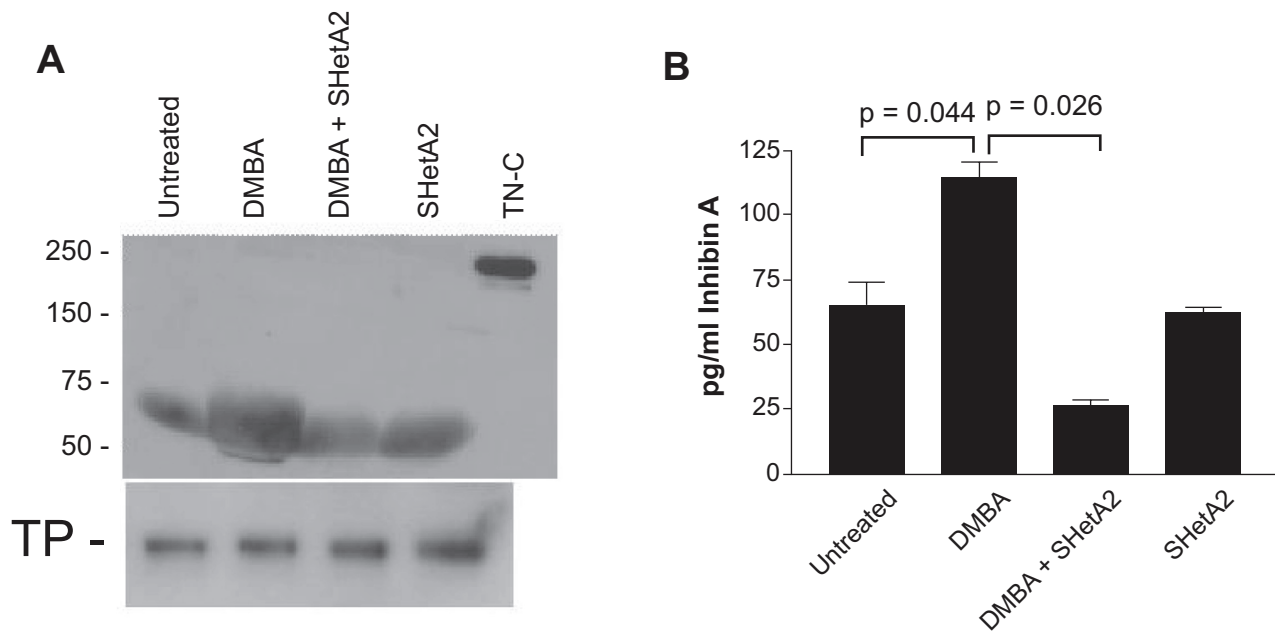 A
Untreated
DMBA
DMBA + SHetA2
SHetA2
TN-C
250 -
150 -
75 -
50 -
TP -
B
p = 0.044
p = 0.026
pg/ml Inhibin A
125
100
75
50
25
0
Untreated
DMBA
DMBA + SHetA2
SHetA2